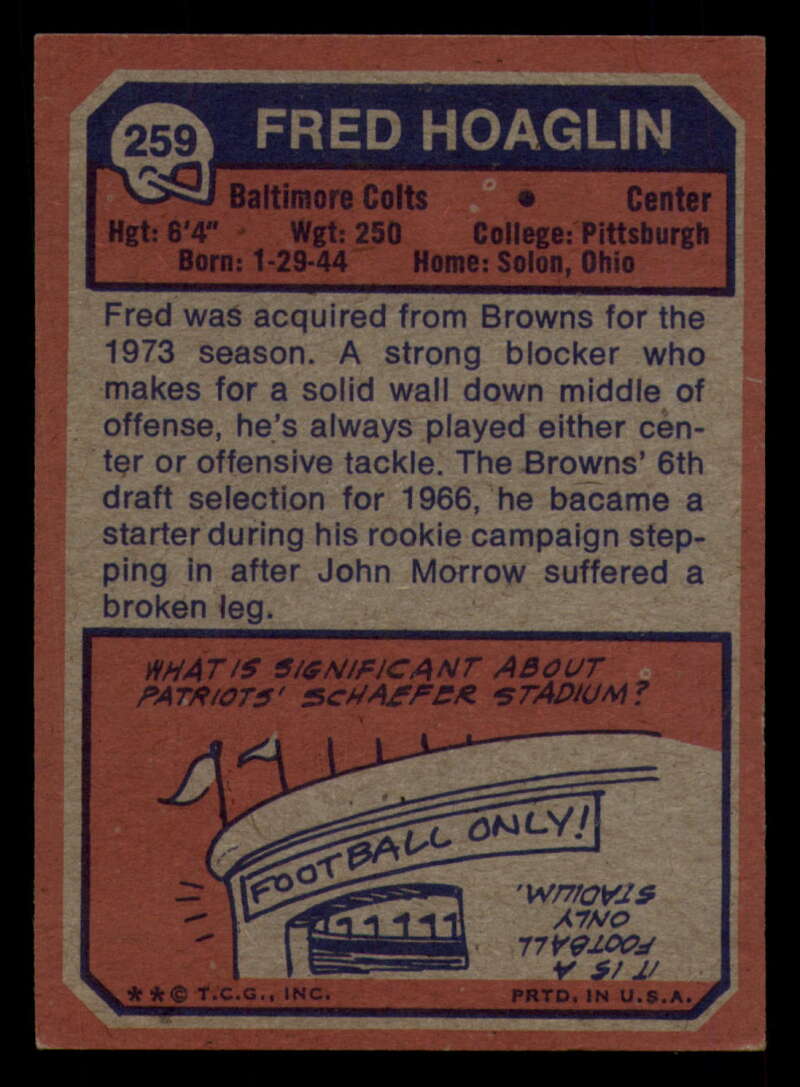 259
FRED HOAGLIN
Baltimore Colts • Center
Hgt: 6'4" Wgt: 250 College: Pittsburgh
Born: 1-29-44 Home: Solon, Ohio
Fred was acquired from Browns for the
1973 season. A strong blocker who
makes for a solid wall down middle of
offense, he's always played either cen-
ter or offensive tackle. The Browns' 6th
draft selection for 1966, he bacame a
starter during his rookie campaign step-
ping in after John Morrow suffered a
broken leg.
WHAT IS SIGNIFICANT ABOUT
PATRIOTS' SCHAEFER STADIUM?
FOOTBALL ONLY!
IT IS A
FOOTBALL
ONLY
STADIUM.
**© T.C.G., INC. PRTD. IN U.S.A.